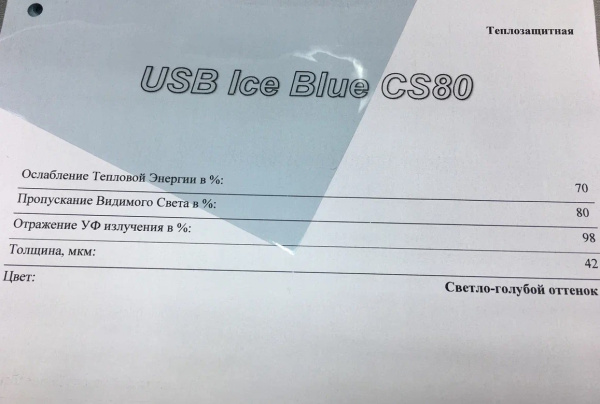 Теплозащитная
USB Ice Blue CS80
Ослабление Тепловой Энергии в %: 70
Пропускание Видимого Света в %: 80
Отражение УФ излучения в %: 98
Толщина, мкм: 42
Цвет: Светло-голубой оттенок